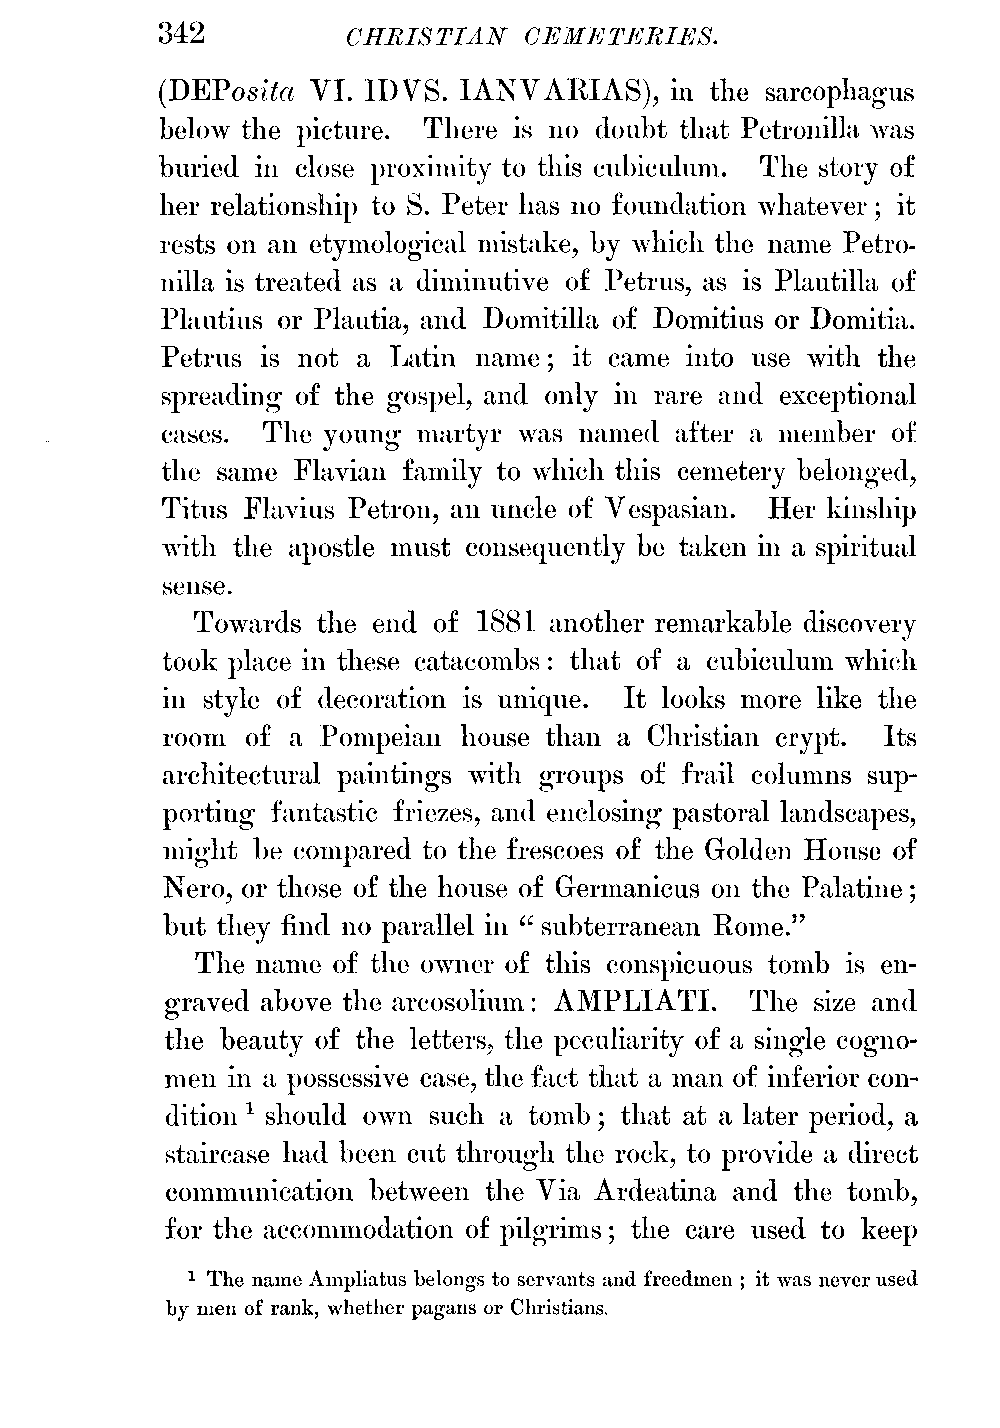 342 CHRISTIAN CEMETERIES.
(DEPosita VI. IDVS. IANVARIAS), in the sarcophagus
below the picture. There is no doubt that Petronilla was
buried in close proximity to this cubiculum. The story of
her relationship to S. Peter has no foundation whatever; it
rests on an etymological mistake, by which the name Petro-
nilla is treated as a diminutive of Petrus, as is Plautilla of
Plautius or Plautia, and Domitilla of Domitius or Domitia.
Petrus is not a Latin name; it came into use with the
spreading of the gospel, and only in rare and exceptional
cases. The young martyr was named after a member of
the same Flavian family to which this cemetery belonged,
Titus Flavius Petron, an uncle of Vespasian. Her kinship
with the apostle must consequently be taken in a spiritual
sense.
Towards the end of 1881 another remarkable discovery
took place in these catacombs: that of a cubiculum which
in style of decoration is unique. It looks more like the
room of a Pompeian house than a Christian crypt. Its
architectural paintings with groups of frail columns sup-
porting fantastic friezes, and enclosing pastoral landscapes,
might be compared to the frescoes of the Golden House of
Nero, or those of the house of Germanicus on the Palatine;
but they find no parallel in “subterranean Rome.”
The name of the owner of this conspicuous tomb is en-
graved above the arcosolium: AMPLIATI. The size and
the beauty of the letters, the peculiarity of a single cogno-
men in a possessive case, the fact that a man of inferior con-
dition ¹ should own such a tomb; that at a later period, a
staircase had been cut through the rock, to provide a direct
communication between the Via Ardeatina and the tomb,
for the accommodation of pilgrims; the care used to keep
¹ The name Ampliatus belongs to servants and freedmen; it was never used
by men of rank, whether pagans or Christians.